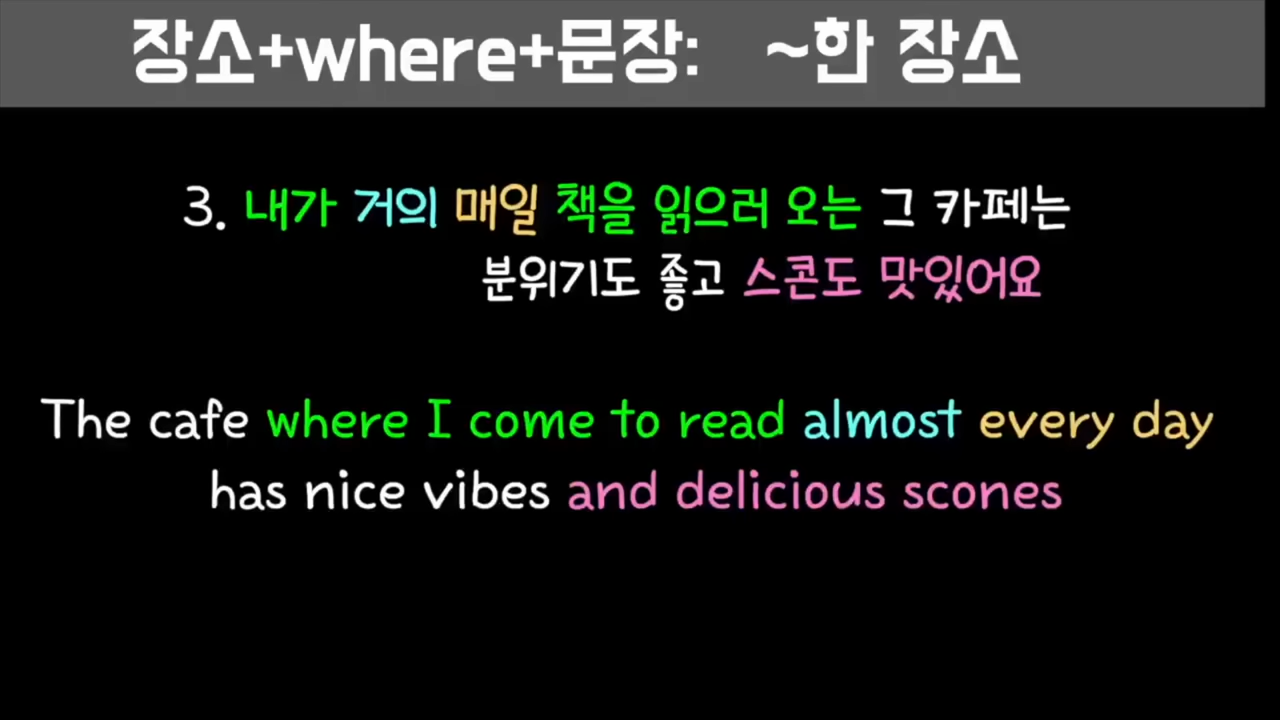 장소+where+문장: ~한 장소
3. 내가 거의 매일 책을 읽으러 오는 그 카페는
분위기도 좋고 스콘도 맛있어요
The cafe where I come to read almost every day
has nice vibes and delicious scones